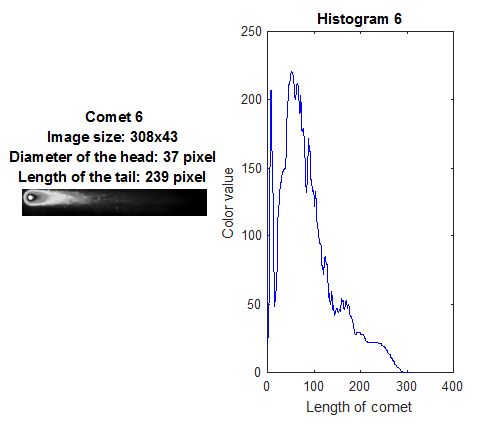 Comet 6
Image size: 308x43
Diameter of the head: 37 pixel
Length of the tail: 239 pixel
Histogram 6
Color value
250
200
150
100
50
0
0 100 200 300 400
Length of comet